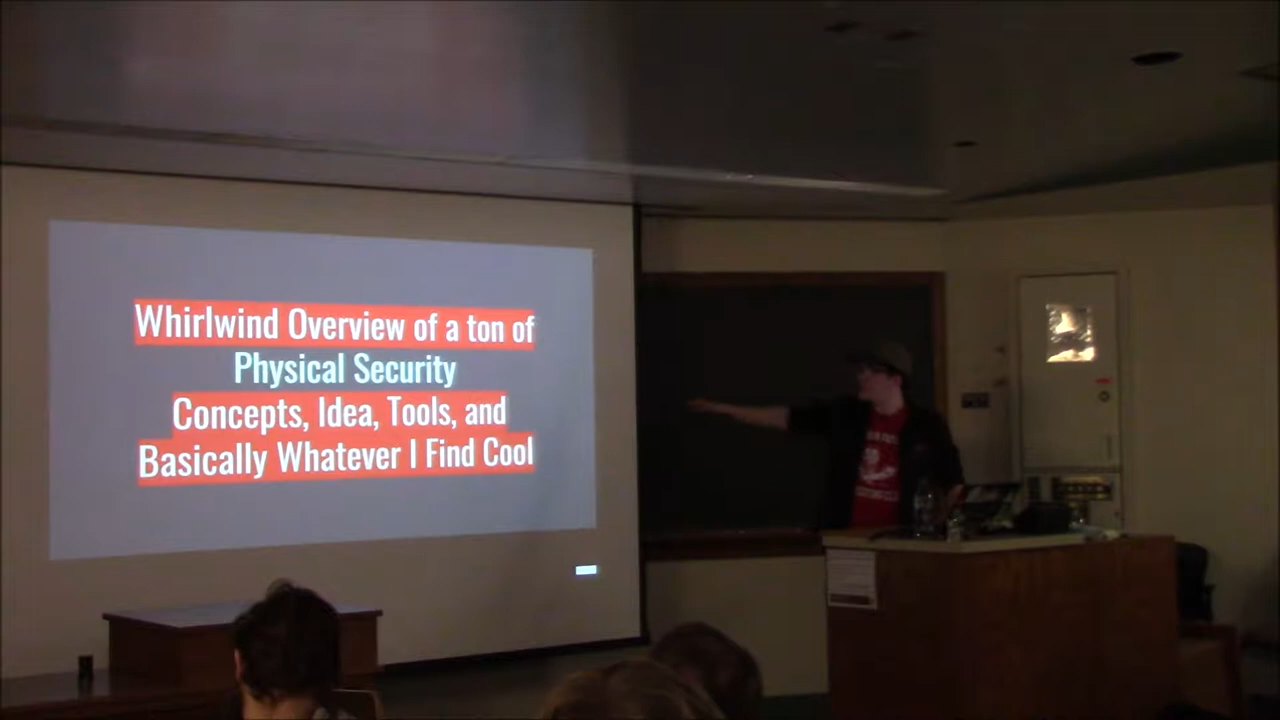 Whirlwind Overview of a ton of
Physical Security
Concepts, Idea, Tools, and
Basically Whatever I Find Cool